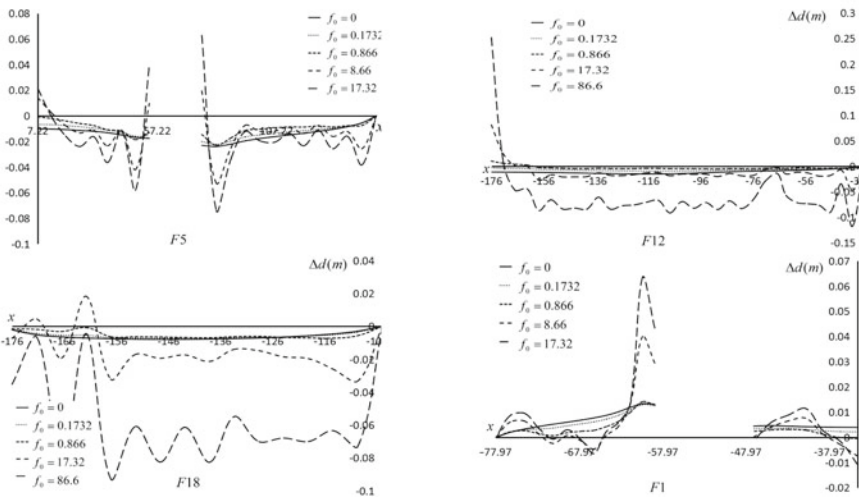 0.08
0.06
0.04
0.02
0
-0.02
-0.04
-0.06
-0.08
-0.1
7.22
57.22
107.22
x
f₀ = 0
f₀ = 0.1732
f₀ = 0.866
f₀ = 8.66
f₀ = 17.32
F5
Δd(m)
0.3
0.25
0.2
0.15
0.1
0.05
0
-0.05
-0.1
-0.15
f₀ = 0
f₀ = 0.1732
f₀ = 0.866
f₀ = 17.32
f₀ = 86.6
x
-176
-156
-136
-116
-96
-76
-56
F12
Δd(m)
0.04
0.02
0
-0.02
-0.04
-0.06
-0.08
-0.1
x
-176
-166
-156
-146
-136
-126
-116
f₀ = 0
f₀ = 0.1732
f₀ = 0.866
f₀ = 17.32
f₀ = 86.6
F18
Δd(m)
0.07
0.06
0.05
0.04
0.03
0.02
0.01
0
-0.01
-0.02
f₀ = 0
f₀ = 0.1732
f₀ = 0.866
f₀ = 8.66
f₀ = 17.32
x
-77.97
-67.97
-57.97
-47.97
-37.97
F1